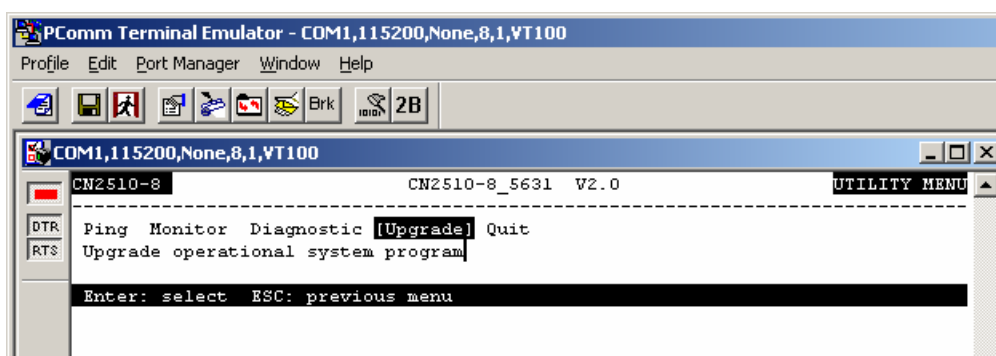 PComm Terminal Emulator - COM1,115200,None,8,1,VT100
Profile Edit Port Manager Window Help
Brk 2B
COM1,115200,None,8,1,VT100
CN2510-8 CN2510-8_5631 V2.0 UTILITY MENU
DTR Ping Monitor Diagnostic [Upgrade] Quit
RTS Upgrade operational system program
Enter: select ESC: previous menu